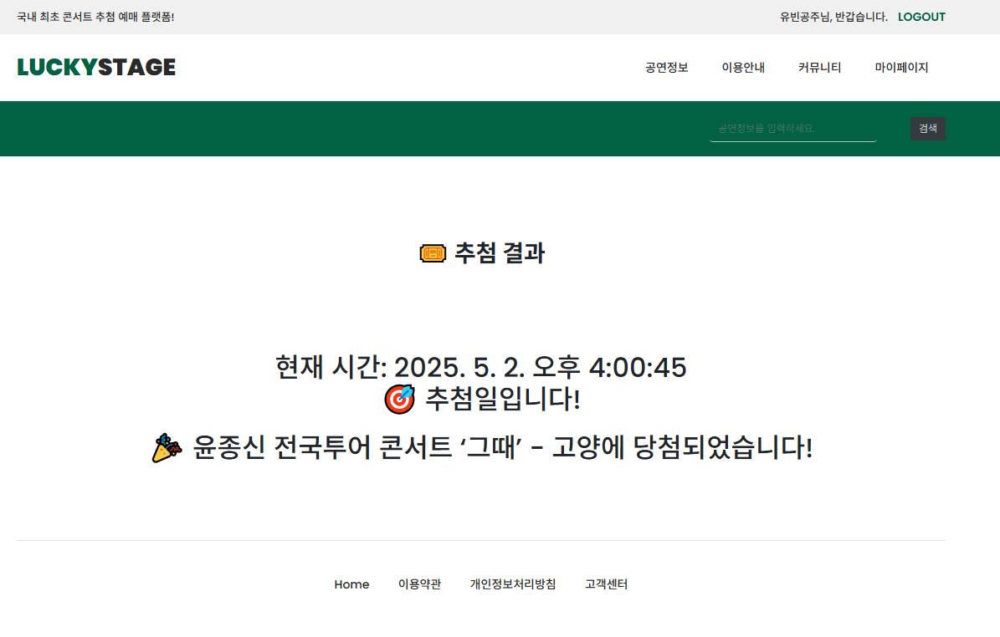 국내 최초 콘서트 추첨 예매 플랫폼!
유빈공주님, 반갑습니다. LOGOUT
LUCKYSTAGE
공연정보 이용안내 커뮤니티 마이페이지
공연정보를 입력하세요. 검색
추첨 결과
현재 시간: 2025. 5. 2. 오후 4:00:45
추첨일입니다!
윤종신 전국투어 콘서트 ‘그때’ - 고양에 당첨되었습니다!
Home 이용약관 개인정보처리방침 고객센터